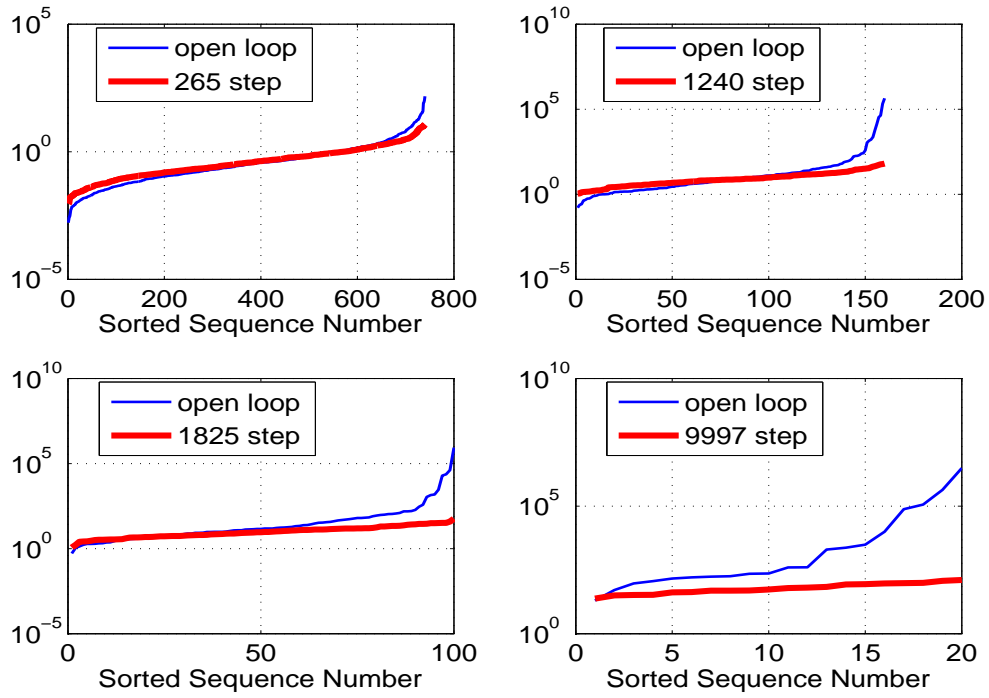 10^5
10^0
10^-5
open loop
265 step
0 200 400 600 800
Sorted Sequence Number
10^10
10^5
10^0
10^-5
open loop
1240 step
0 50 100 150 200
Sorted Sequence Number
10^10
10^5
10^0
10^-5
open loop
1825 step
0 50 100
Sorted Sequence Number
10^10
10^5
10^0
open loop
9997 step
0 5 10 15 20
Sorted Sequence Number